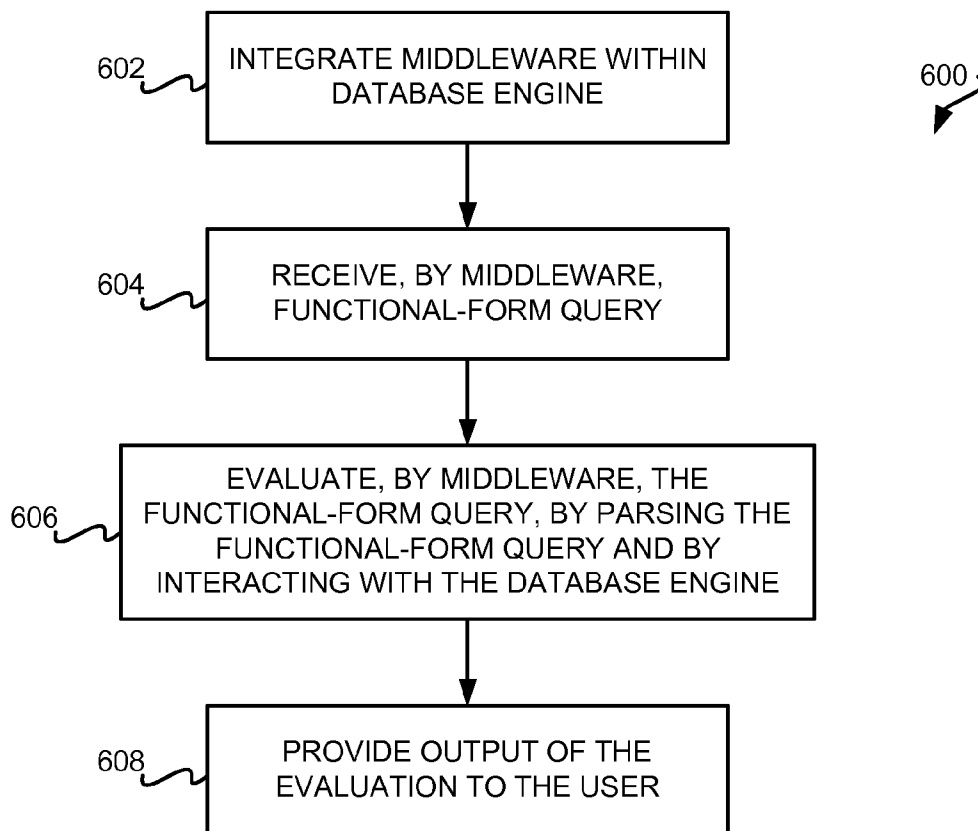 602
INTEGRATE MIDDLEWARE WITHIN
DATABASE ENGINE
600
604
RECEIVE, BY MIDDLEWARE,
FUNCTIONAL-FORM QUERY
606
EVALUATE, BY MIDDLEWARE, THE
FUNCTIONAL-FORM QUERY, BY PARSING THE
FUNCTIONAL-FORM QUERY AND BY
INTERACTING WITH THE DATABASE ENGINE
608
PROVIDE OUTPUT OF THE
EVALUATION TO THE USER